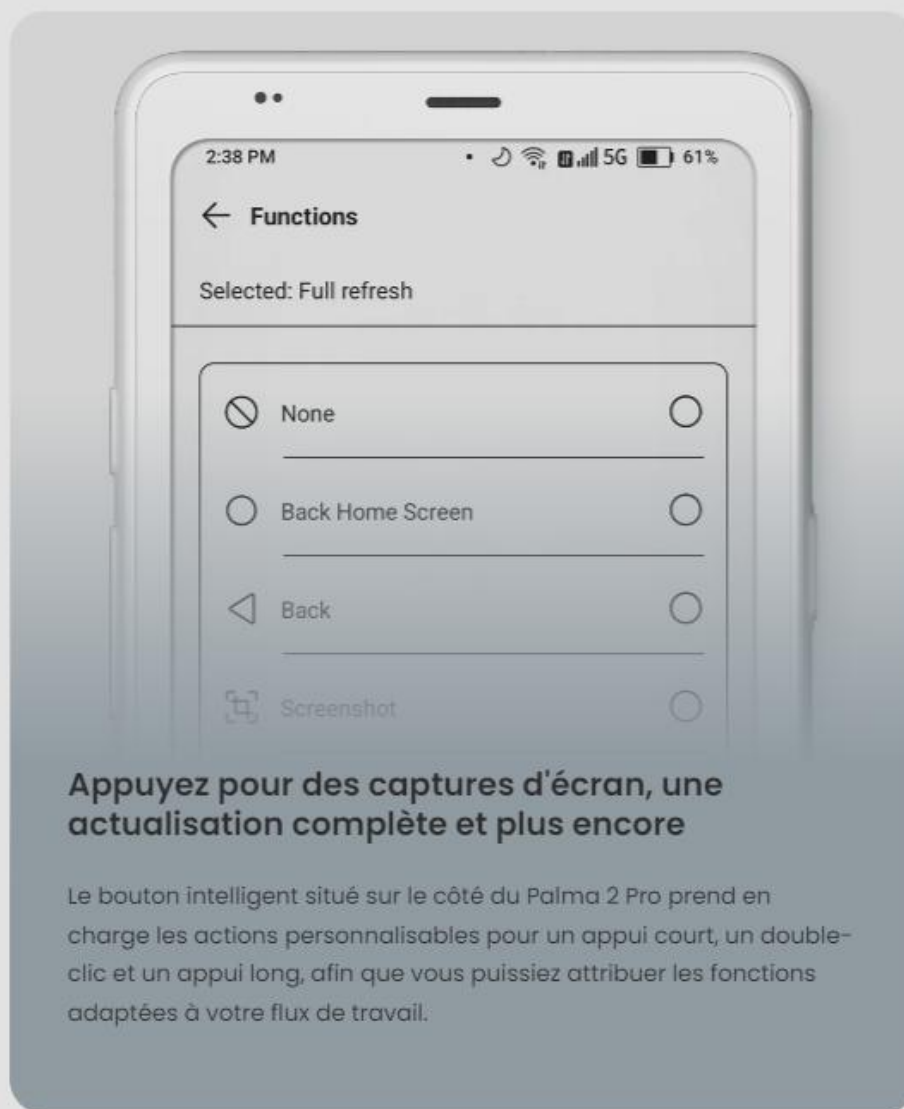 2:38 PM 5G 61%
Functions
Selected: Full refresh
None
Back Home Screen
Back
Screenshot
Appuyez pour des captures d'écran, une
actualisation complète et plus encore
Le bouton intelligent situé sur le côté du Palma 2 Pro prend en
charge les actions personnalisables pour un appui court, un double-
clic et un appui long, afin que vous puissiez attribuer les fonctions
adaptées à votre flux de travail.